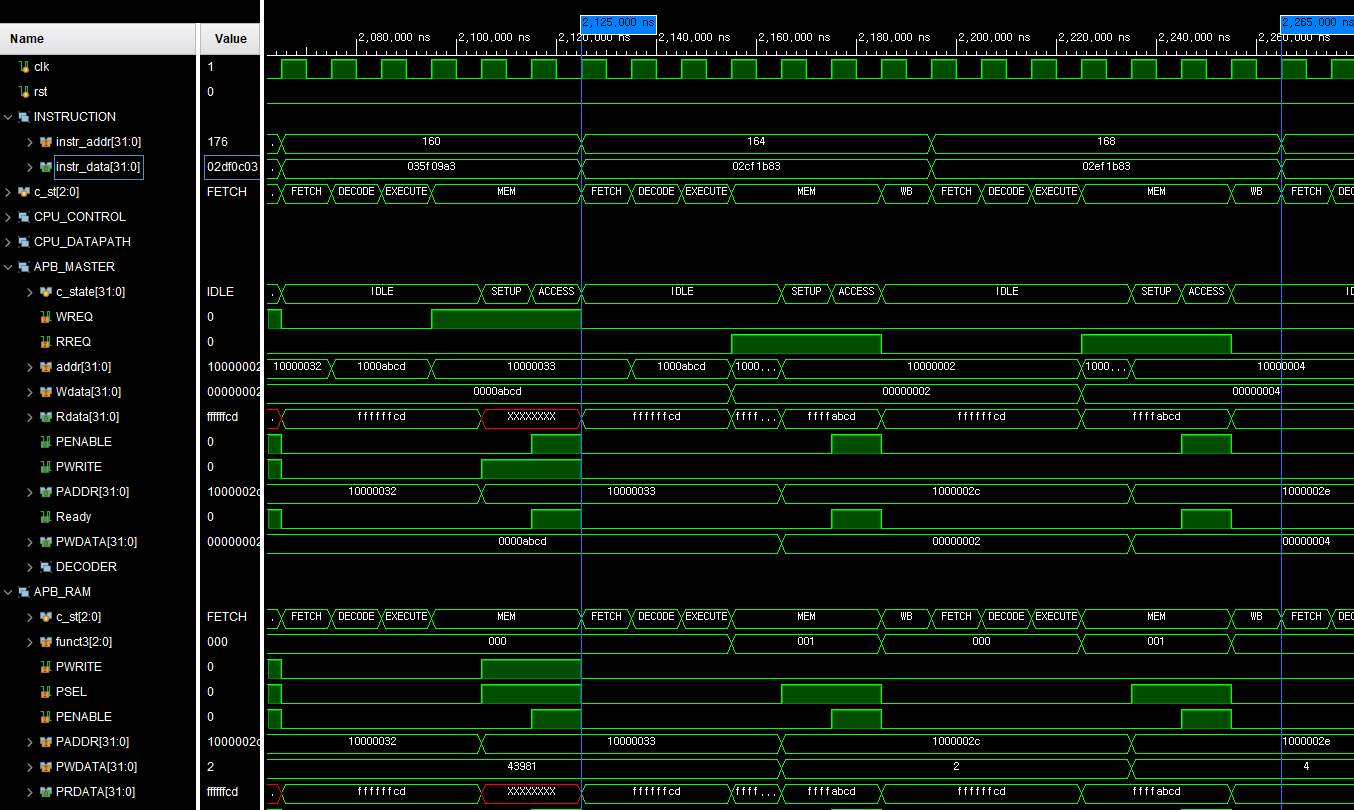 2,125,000 ns 2,265,000 ns
Name Value 2,080,000 ns 2,100,000 ns 2,120,000 ns 2,140,000 ns 2,160,000 ns 2,180,000 ns 2,200,000 ns 2,220,000 ns 2,240,000 ns 2,260,000 ns
clk 1
rst 0
INSTRUCTION
instr_addr[31:0] 176 . 160 164 168
instr_data[31:0] 02df0c03 . 035f09a3 02cf1b83 02ef1b83
c_st[2:0] FETCH . FETCH DECODE EXECUTE MEM FETCH DECODE EXECUTE MEM WB FETCH DECODE EXECUTE MEM WB FETCH DEC
CPU_CONTROL
CPU_DATAPATH
APB_MASTER
c_state[31:0] IDLE . IDLE SETUP ACCESS IDLE SETUP ACCESS IDLE SETUP ACCESS
WREQ 0
RREQ 0
addr[31:0] 10000002 10000032 1000abcd 10000033 1000abcd 1000... 10000002 1000... 10000004
Wdata[31:0] 00000002 0000abcd 00000002 00000004
Rdata[31:0] ffffffcd . ffffffcd XXXXXXXX ffffffcd ffff... ffffabcd ffffffcd ffffabcd
PENABLE 0
PWRITE 0
PADDR[31:0] 1000002c 10000032 10000033 1000002c 1000002e
Ready 0
PWDATA[31:0] 00000002 0000abcd 00000002 00000004
DECODER
APB_RAM
c_st[2:0] FETCH . FETCH DECODE EXECUTE MEM FETCH DECODE EXECUTE MEM WB FETCH DECODE EXECUTE MEM WB FETCH DEC
funct3[2:0] 000 000 001 000 001
PWRITE 0
PSEL 0
PENABLE 0
PADDR[31:0] 1000002c 10000032 10000033 1000002c 1000002e
PWDATA[31:0] 2 43981 2 4
PRDATA[31:0] ffffffcd . ffffffcd XXXXXXXX ffffffcd ffff... ffffabcd ffffffcd ffffabcd